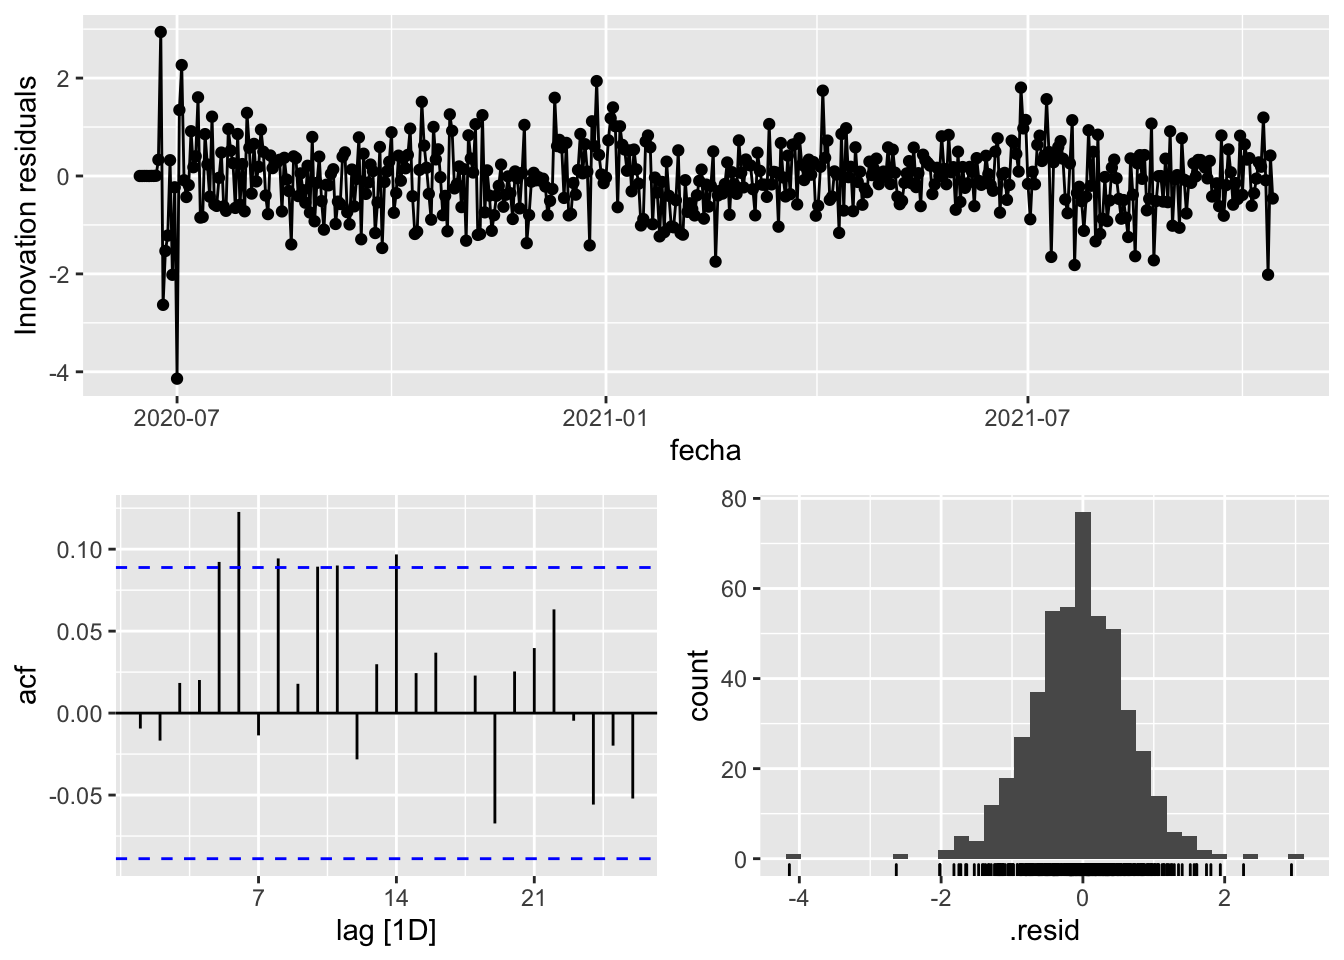 Innovation residuals
2
0
-2
-4
2020-07 2021-01 2021-07
fecha
acf
0.10
0.05
0.00
-0.05
7 14 21
lag [1D]
count
80
60
40
20
0
-4 -2 0 2
.resid